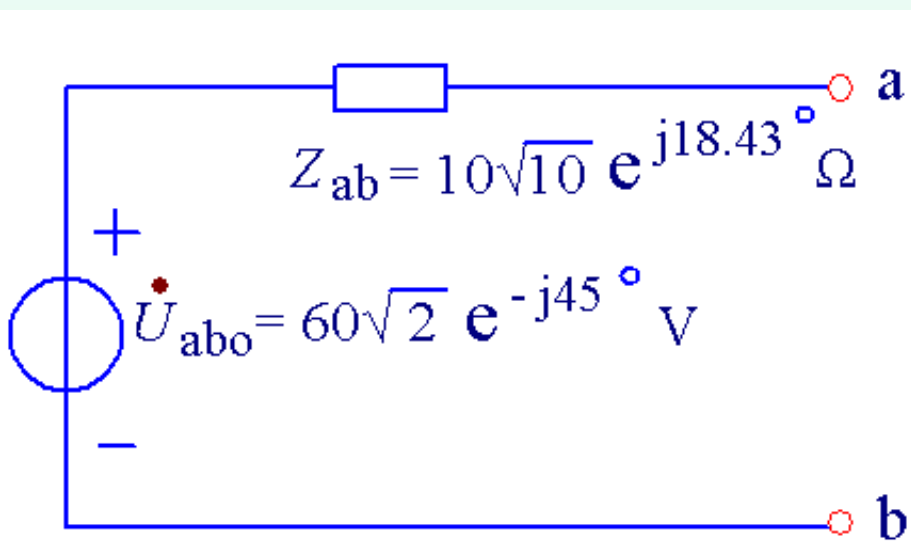 a
Z_ab = 10√10 e^j18.43° Ω
+
U̇_abo = 60√2 e^-j45° V
−
b